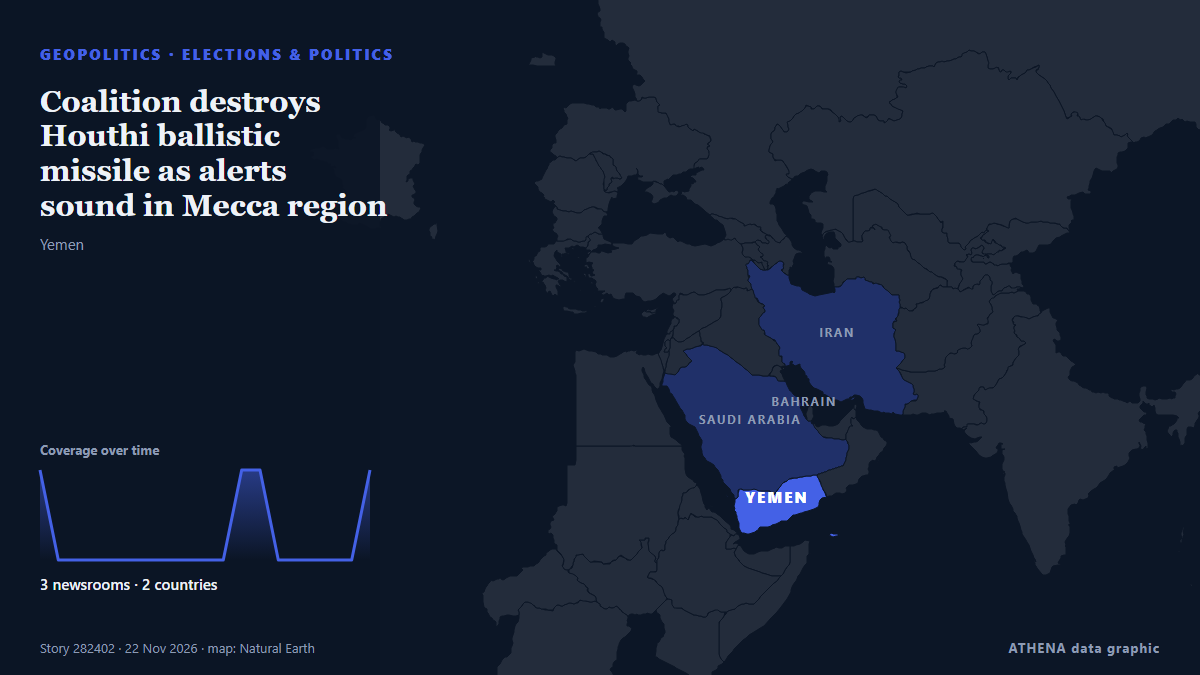 GEOPOLITICS · ELECTIONS & POLITICS
Coalition destroys
Houthi ballistic
missile as alerts
sound in Mecca region
Yemen
IRAN
BAHRAIN
SAUDI ARABIA
YEMEN
Coverage over time
3 newsrooms · 2 countries
Story 282402 · 22 Nov 2026 · map: Natural Earth
ATHENA data graphic